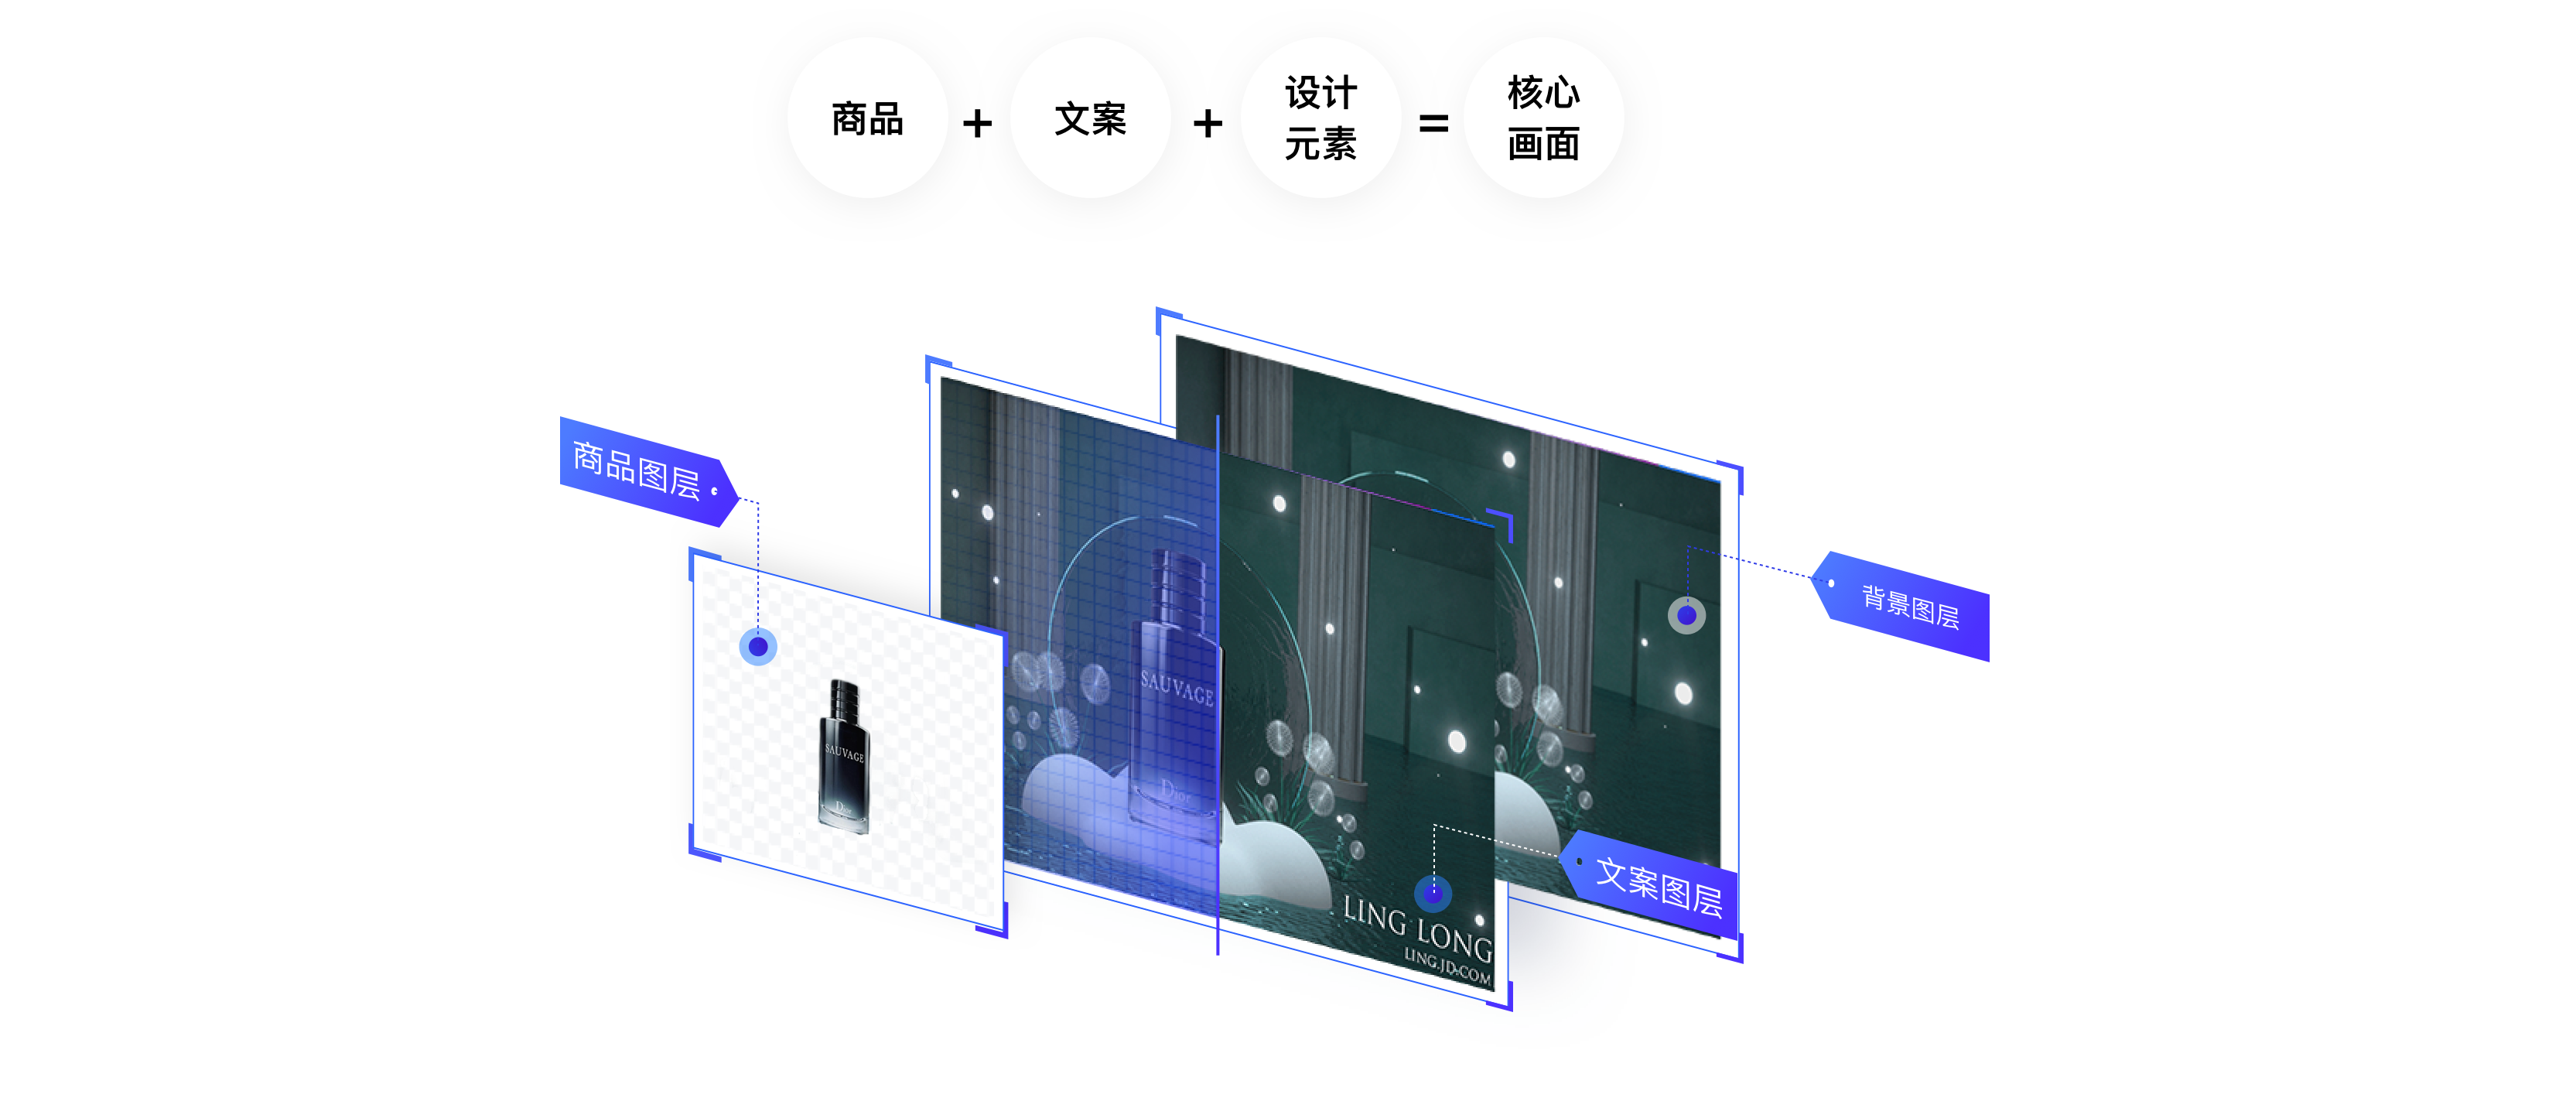 商品 + 文案 + 设计元素 = 核心画面
商品图层
背景图层
SAUVAGE
Dior
SAUVAGE
Dior
文案图层
LING LONG
LING.JD.COM